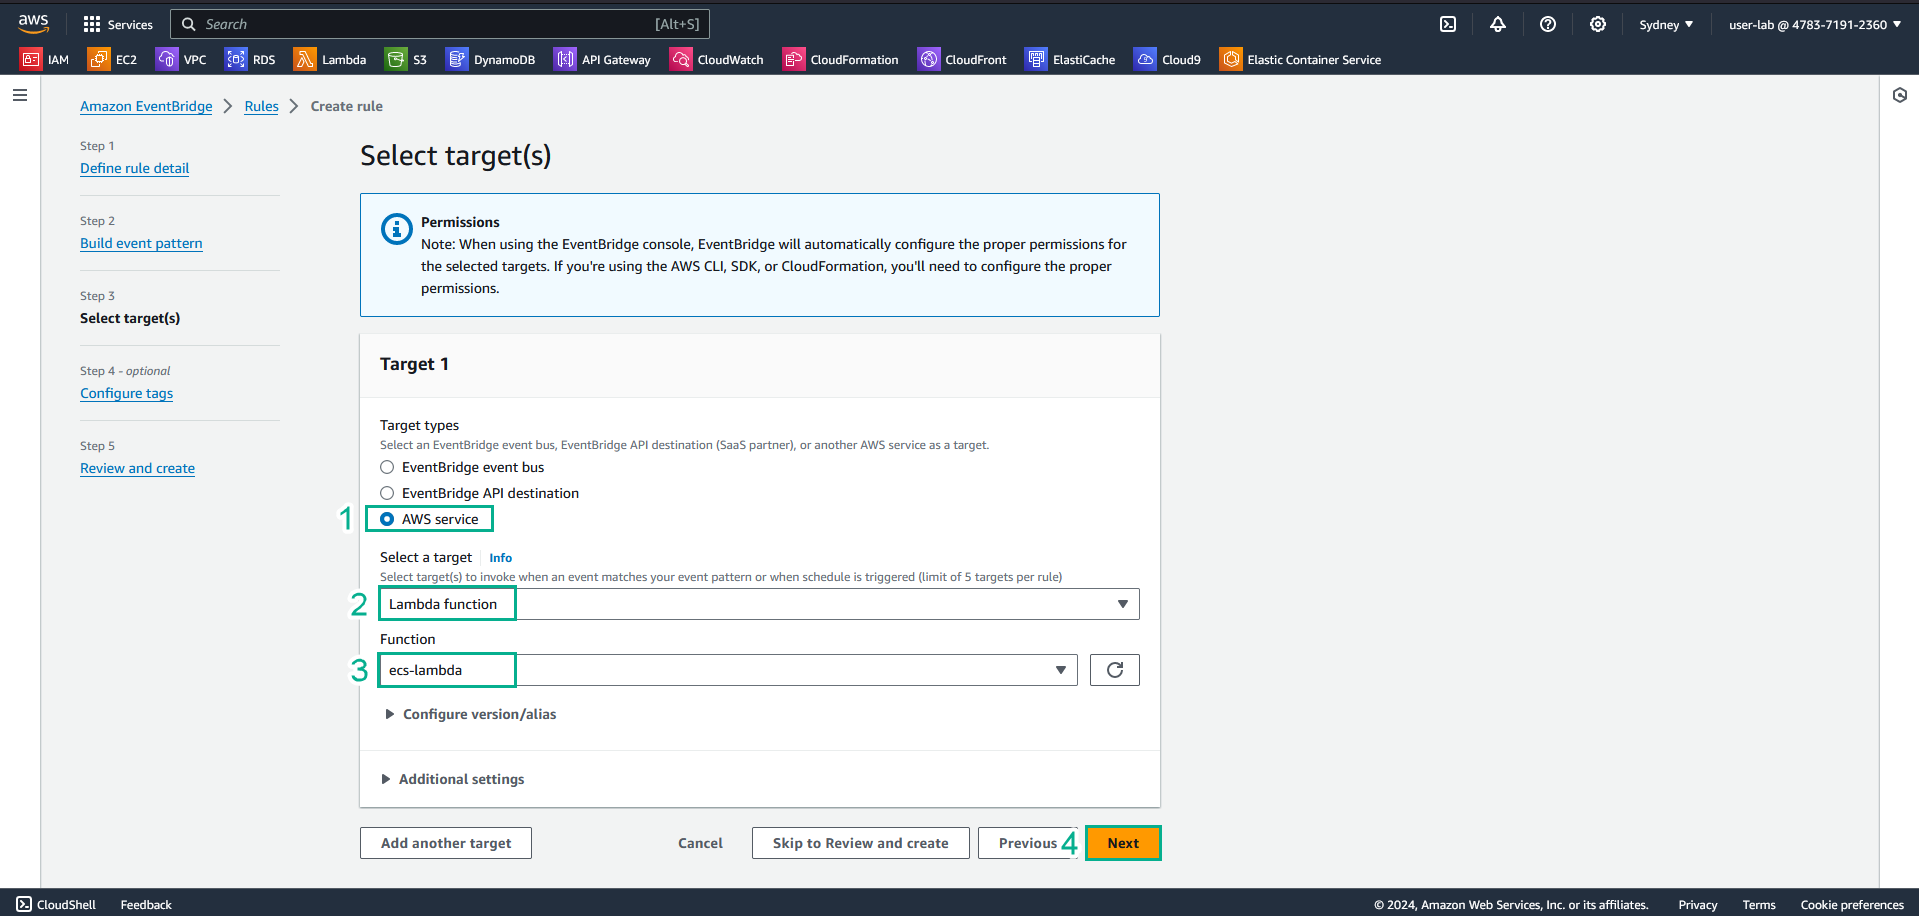 aws
Services
Search [Alt+S]
Sydney
user-lab @ 4783-7191-2360
IAM EC2 VPC RDS Lambda S3 DynamoDB API Gateway CloudWatch CloudFormation CloudFront ElastiCache Cloud9 Elastic Container Service
Amazon EventBridge Rules Create rule
Step 1
Define rule detail
Step 2
Build event pattern
Step 3
Select target(s)
Step 4 - optional
Configure tags
Step 5
Review and create
Select target(s)
Permissions
Note: When using the EventBridge console, EventBridge will automatically configure the proper permissions for
the selected targets. If you're using the AWS CLI, SDK, or CloudFormation, you'll need to configure the proper
permissions.
Target 1
Target types
Select an EventBridge event bus, EventBridge API destination (SaaS partner), or another AWS service as a target.
EventBridge event bus
EventBridge API destination
1 AWS service
Select a target Info
Select target(s) to invoke when an event matches your event pattern or when schedule is triggered (limit of 5 targets per rule)
2 Lambda function
Function
3 ecs-lambda
Configure version/alias
Additional settings
Add another target Cancel Skip to Review and create Previous 4 Next
CloudShell Feedback © 2024, Amazon Web Services, Inc. or its affiliates. Privacy Terms Cookie preferences